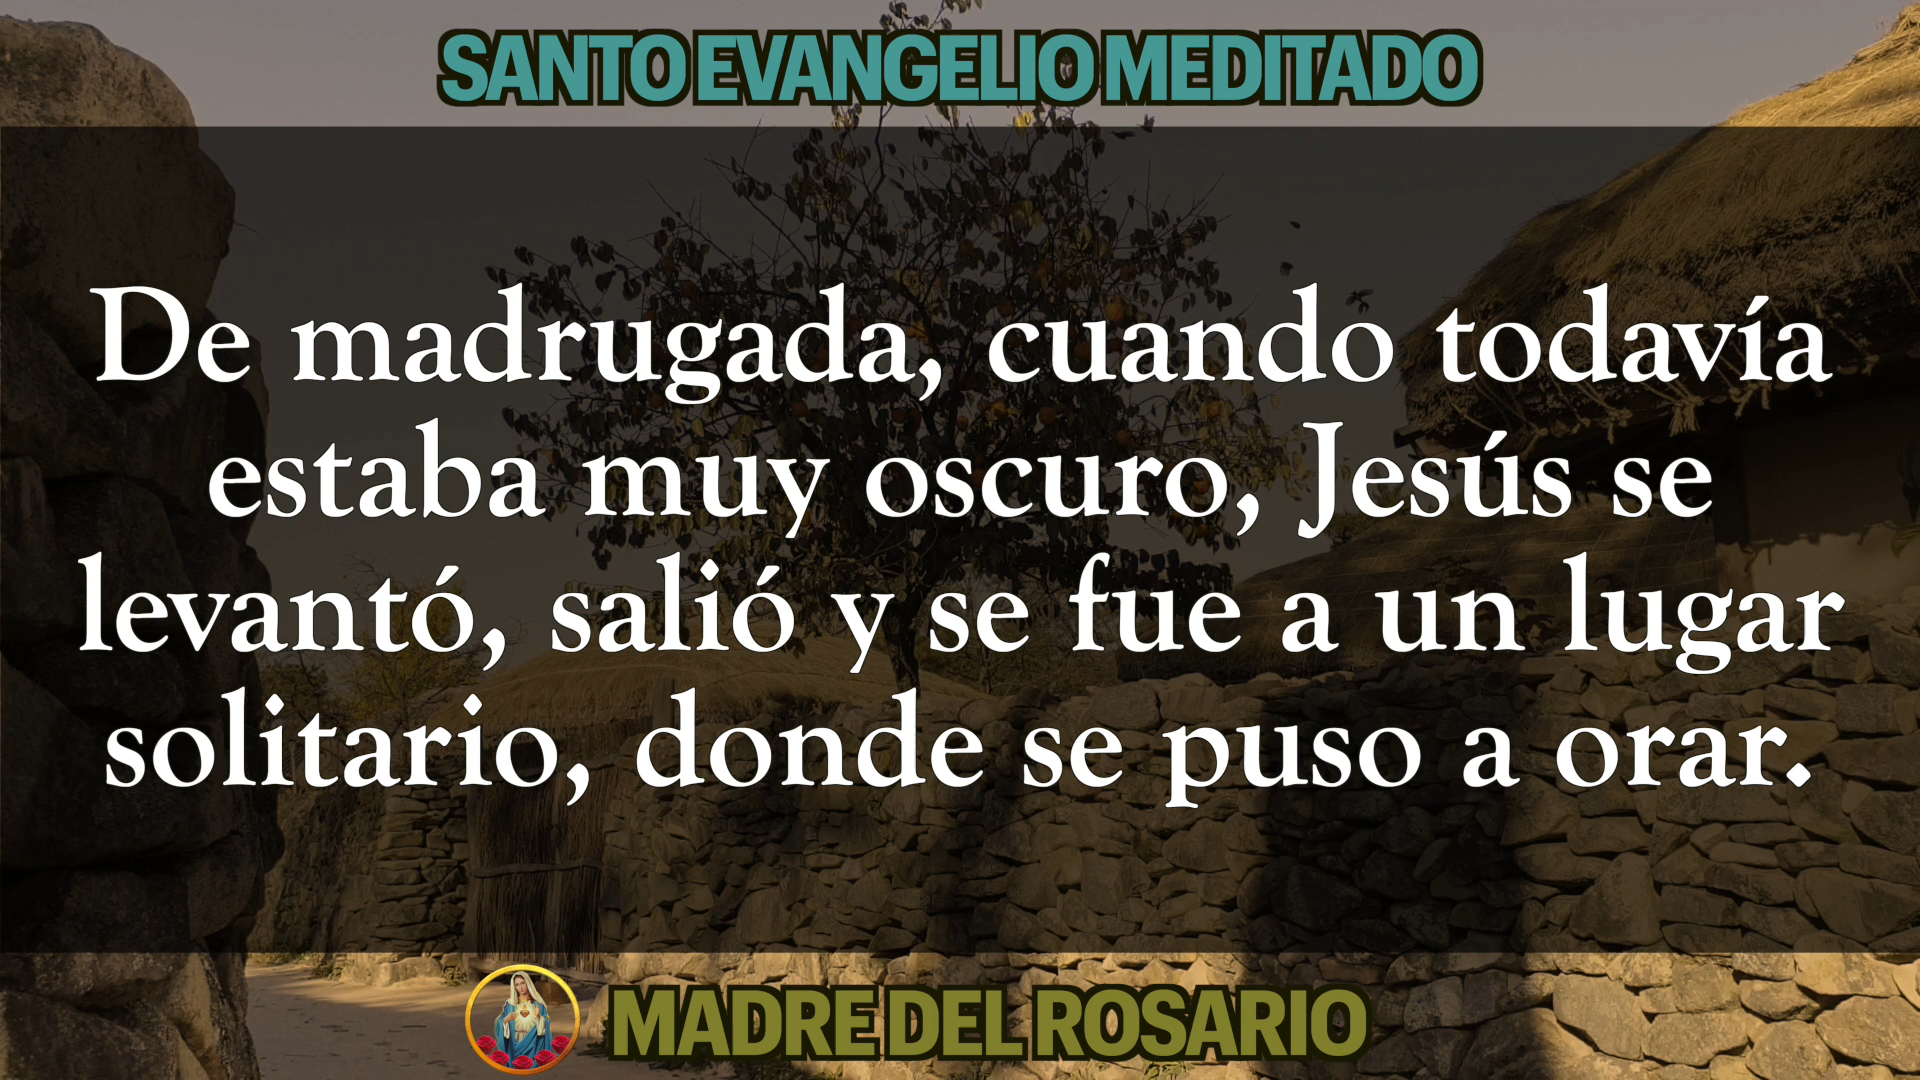 SANTO EVANGELIO MEDITADO
De madrugada, cuando todavía
estaba muy oscuro, Jesús se
levantó, salió y se fue a un lugar
solitario, donde se puso a orar.
MADRE DEL ROSARIO